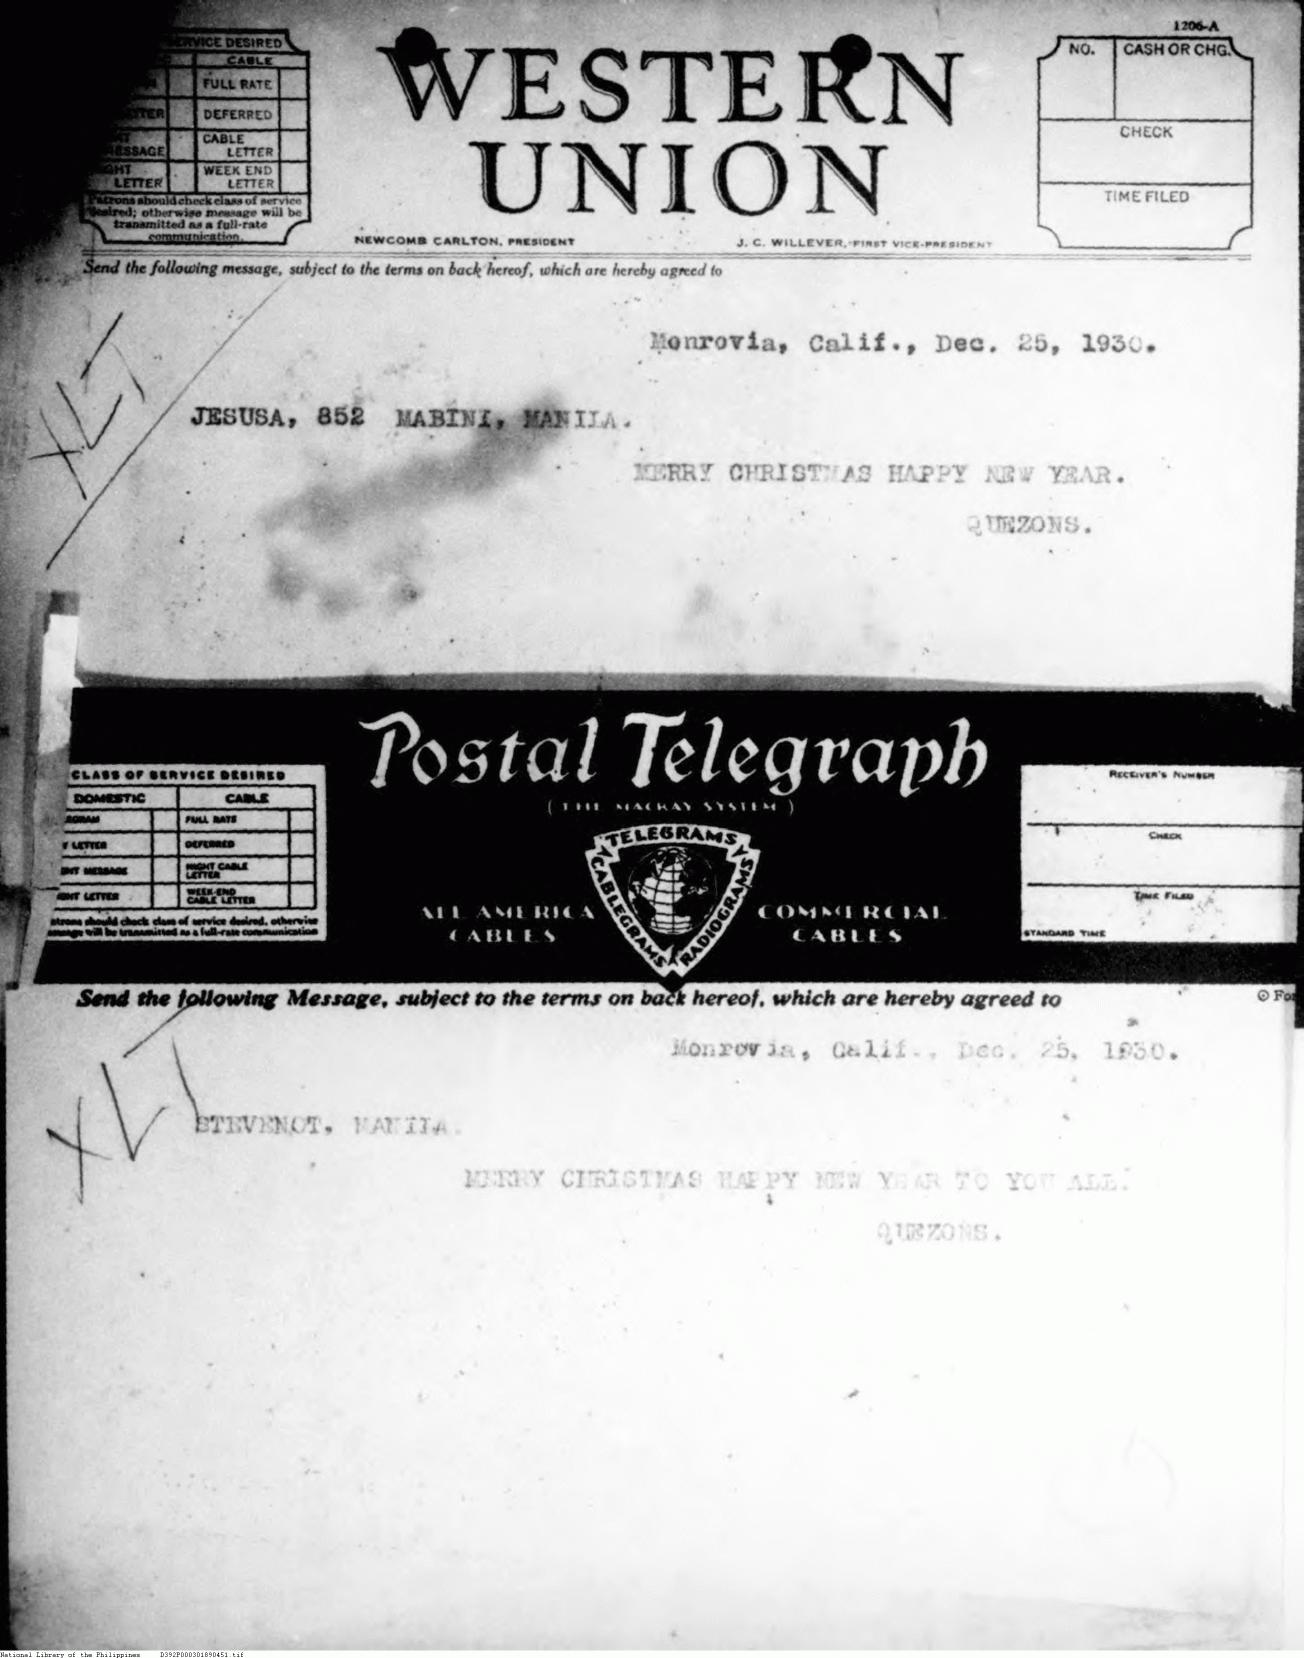 1206-A
SERVICE DESIRED
CABLE
FULL RATE
DEFERRED
CABLE LETTER
MESSAGE
WEEK END LETTER
LETTER
Patrons should check class of service
desired; otherwise message will be
transmitted as a full-rate
communication.
WESTERN
UNION
NEWCOMB CARLTON, PRESIDENT
J. C. WILLEVER, FIRST VICE-PRESIDENT
NO.
CASH OR CHG.
CHECK
TIME FILED
Send the following message, subject to the terms on back hereof, which are hereby agreed to
XLT
Monrovia, Calif., Dec. 25, 1930.
JESUSA, 852 MABINI, MANILA.
MERRY CHRISTMAS HAPPY NEW YEAR.
QUEZONS.
Postal Telegraph
(THE MACKAY SYSTEM)
CLASS OF SERVICE DESIRED
DOMESTIC
CABLE
FULL RATE
LETTER
DEFERRED
MESSAGE
NIGHT CABLE LETTER
LETTER
WEEK-END CABLE LETTER
Patrons should check class of service desired, otherwise
message will be transmitted as a full-rate communication
TELEGRAMS
CABLEGRAMS
RADIOGRAMS
ALL AMERICA
CABLES
COMMERCIAL
CABLES
RECEIVER'S NUMBER
CHECK
TIME FILED
STANDARD TIME
Send the following Message, subject to the terms on back hereof, which are hereby agreed to
XLT
Monrovia, Calif., Dec. 25, 1930.
STEVENOT, MANILA.
MERRY CHRISTMAS HAPPY NEW YEAR TO YOU ALL.
QUEZONS.
National Library of the Philippines D392P000301890451.tif